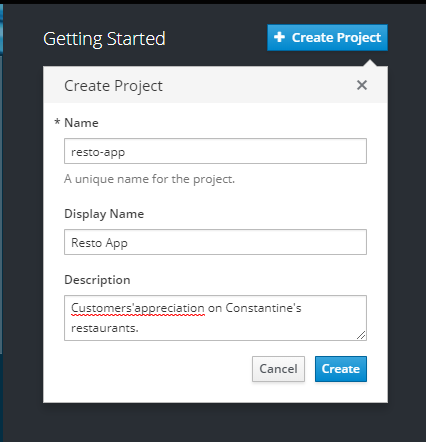 Getting Started
+ Create Project
Create Project ×
* Name
resto-app
A unique name for the project.
Display Name
Resto App
Description
Customers'appreciation on Constantine's
restaurants.
Cancel Create